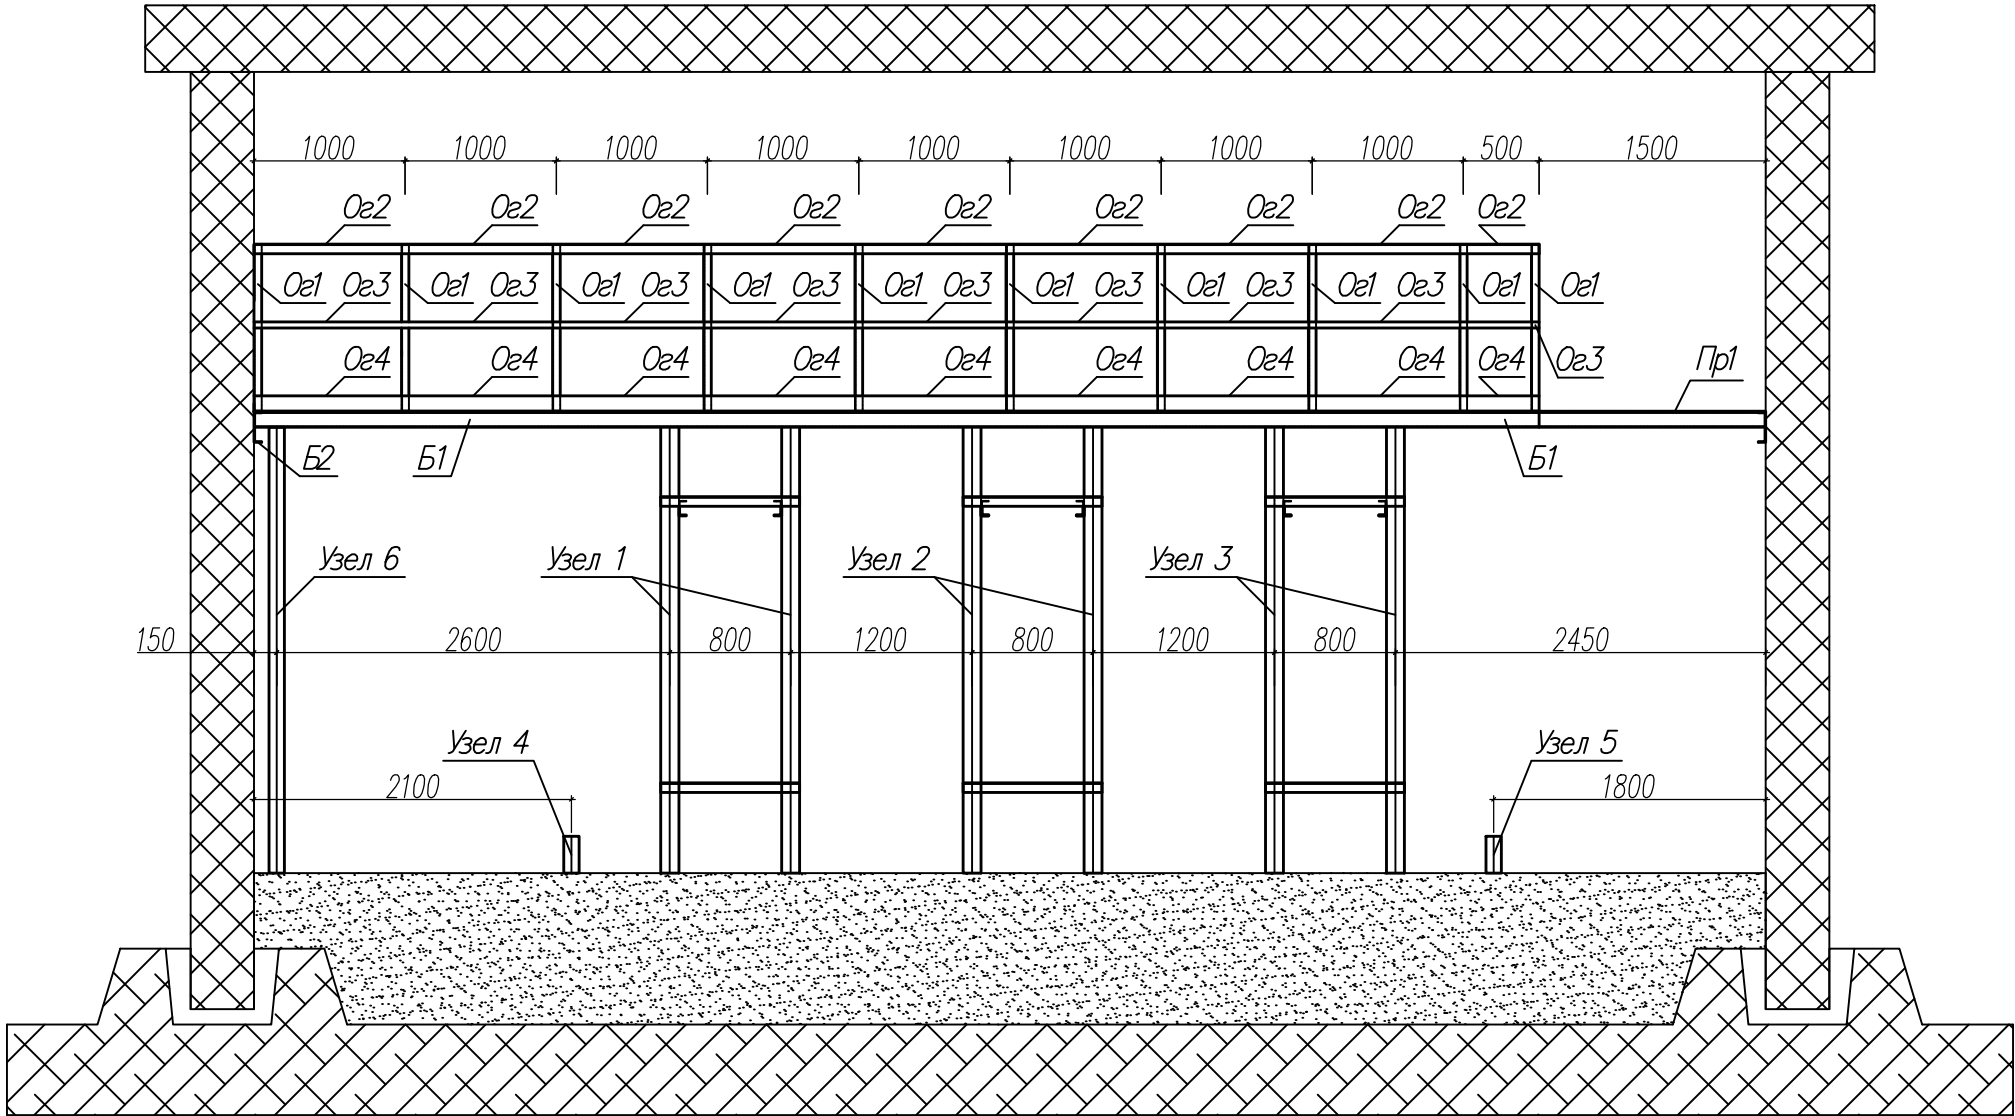 1000 1000 1000 1000 1000 1000 1000 1000 500 1500
Ог2 Ог2 Ог2 Ог2 Ог2 Ог2 Ог2 Ог2 Ог2
Ог1 Ог3 Ог1 Ог3 Ог1 Ог3 Ог1 Ог3 Ог1 Ог3 Ог1 Ог3 Ог1 Ог3 Ог1 Ог3 Ог1 Ог1
Ог4 Ог4 Ог4 Ог4 Ог4 Ог4 Ог4 Ог4 Ог4 Ог3 Пр1
Б2 Б1 Б1
Узел 6 Узел 1 Узел 2 Узел 3
150 2600 800 1200 800 1200 800 2450
Узел 4 Узел 5
2100 1800